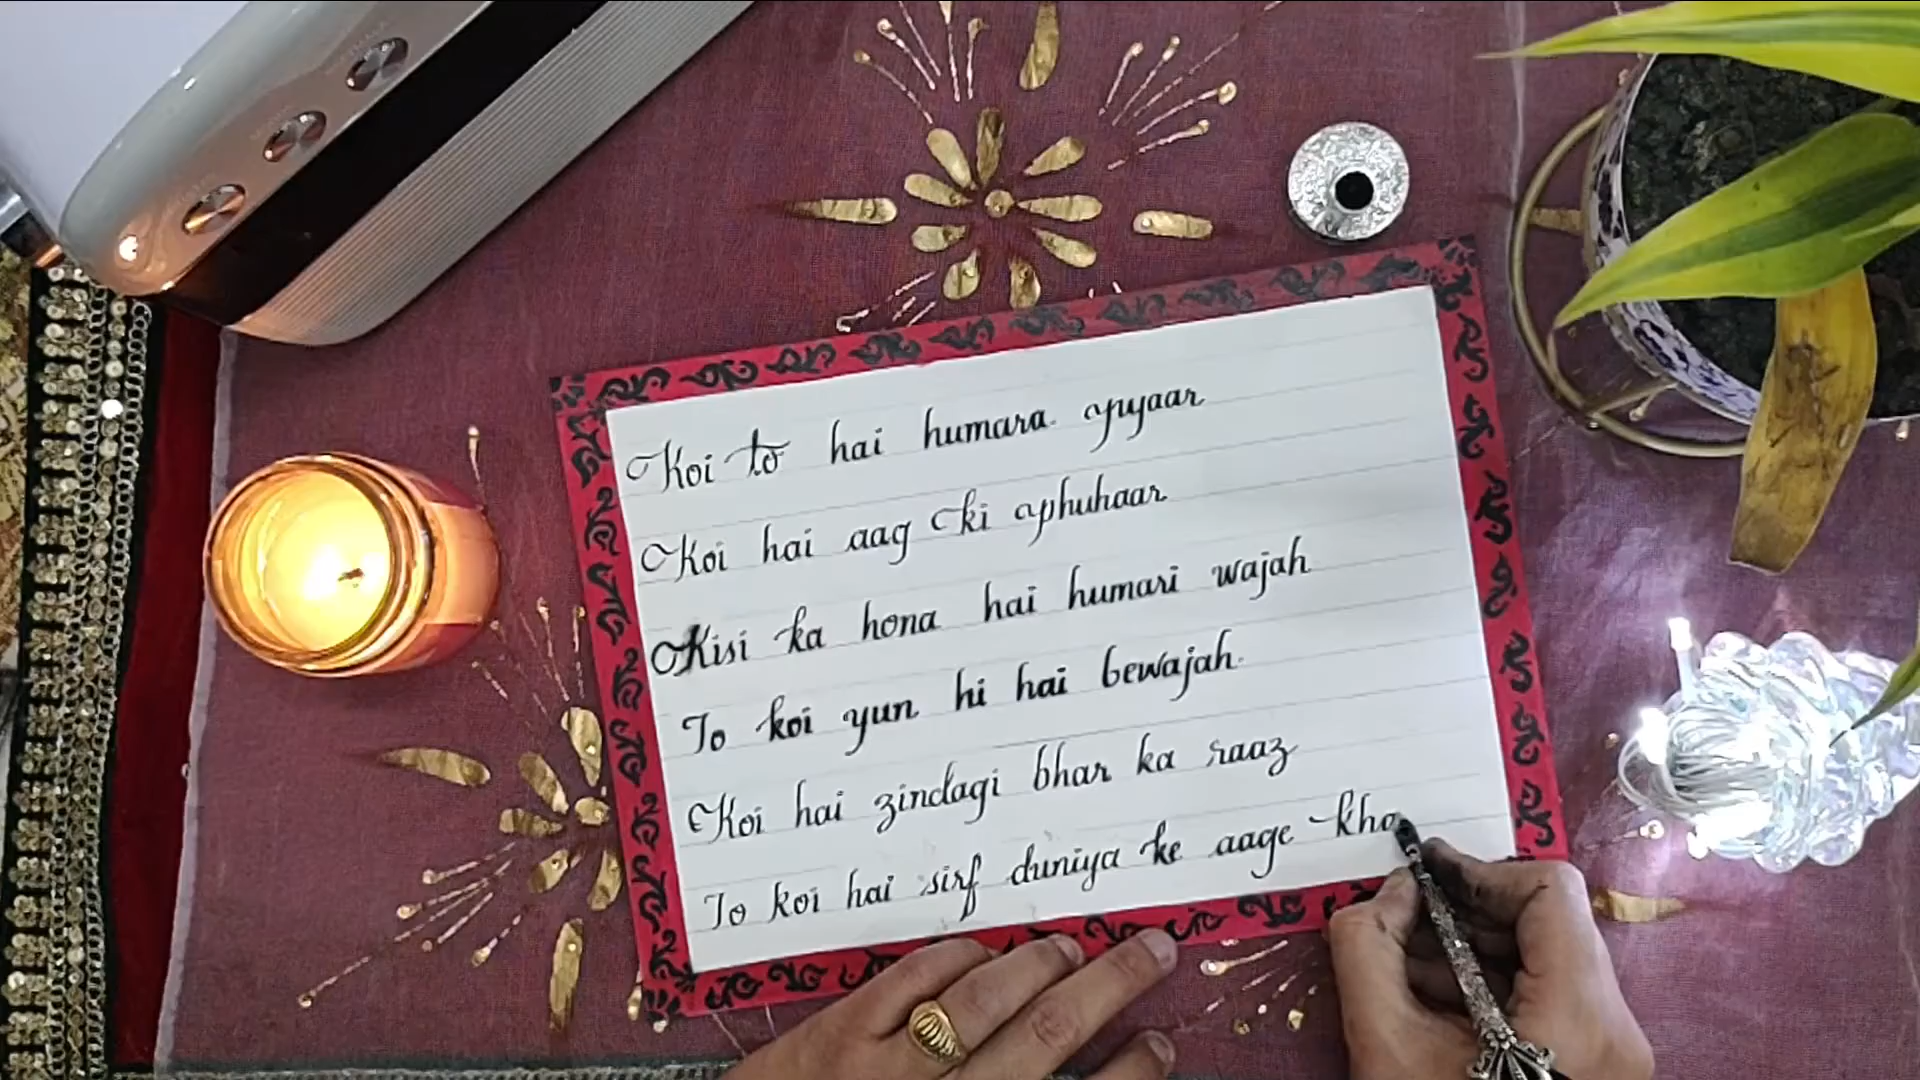 Koi to hai humara pyaar
Koi hai aag ki phuhaar
Kisi ka hona hai humari wajah
To koi yun hi hai bewajah.
Koi hai zindagi bhar ka raaz
To koi hai sirf duniya ke aage kha